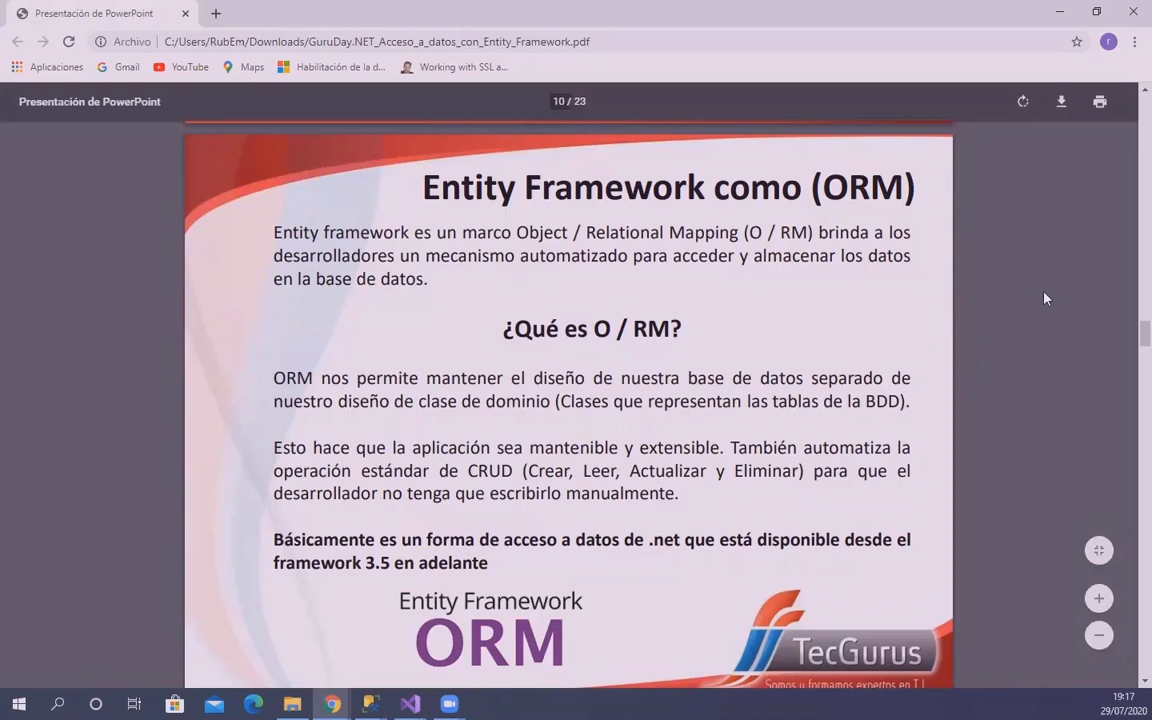 Presentación de PowerPoint
Archivo C:/Users/RubEm/Downloads/GuruDay.NET_Acceso_a_datos_con_Entity_Framework.pdf
r
Aplicaciones Gmail YouTube Maps Habilitación de la d... Working with SSL a...
Presentación de PowerPoint 10 / 23
Entity Framework como (ORM)
Entity framework es un marco Object / Relational Mapping (O / RM) brinda a los
desarrolladores un mecanismo automatizado para acceder y almacenar los datos
en la base de datos.
¿Qué es O / RM?
ORM nos permite mantener el diseño de nuestra base de datos separado de
nuestro diseño de clase de dominio (Clases que representan las tablas de la BDD).
Esto hace que la aplicación sea mantenible y extensible. También automatiza la
operación estándar de CRUD (Crear, Leer, Actualizar y Eliminar) para que el
desarrollador no tenga que escribirlo manualmente.
Básicamente es un forma de acceso a datos de .net que está disponible desde el
framework 3.5 en adelante
Entity Framework
ORM
TecGurus
Somos y formamos expertos en T.I.
19:17
29/07/2020